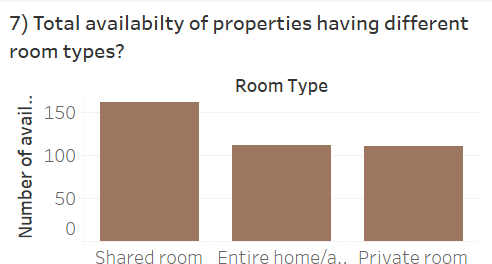 7) Total availabilty of properties having different
room types?
Room Type
Number of avail..
150
100
50
0
Shared room Entire home/a.. Private room